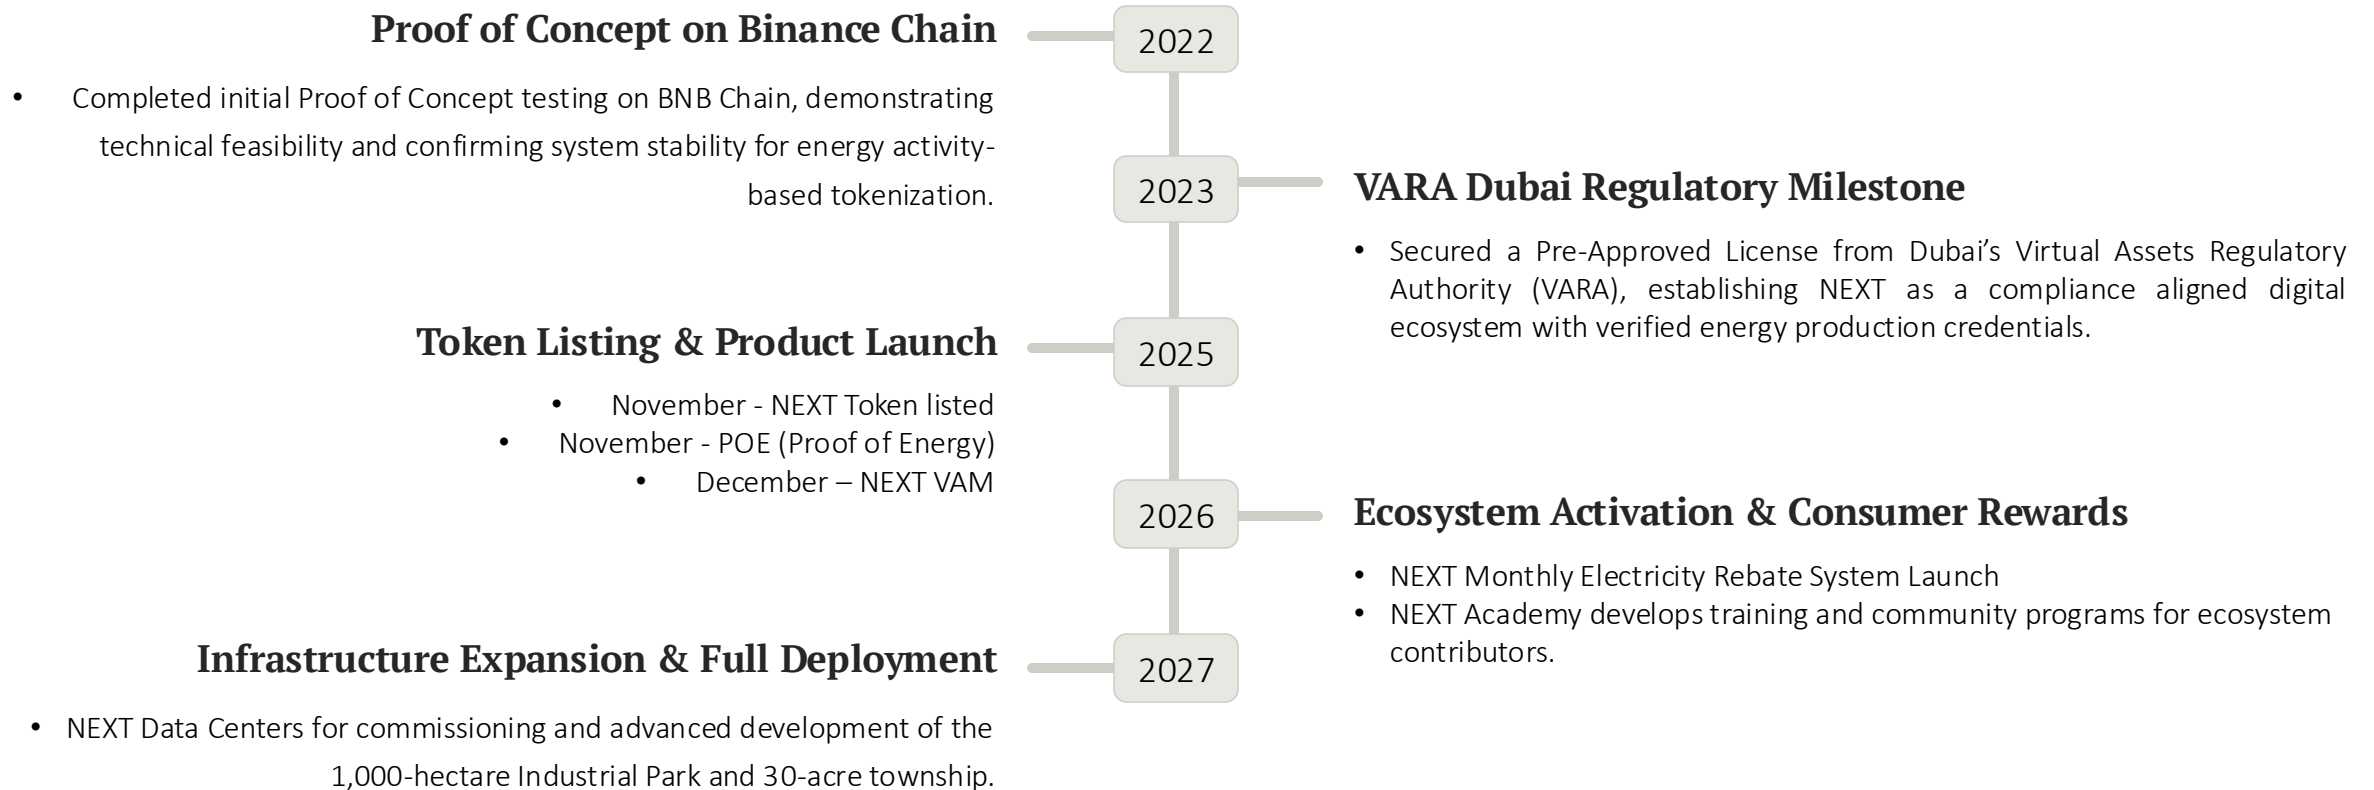 Proof of Concept on Binance Chain
2022
• Completed initial Proof of Concept testing on BNB Chain, demonstrating
technical feasibility and confirming system stability for energy activity-
based tokenization.
2023
VARA Dubai Regulatory Milestone
• Secured a Pre-Approved License from Dubai’s Virtual Assets Regulatory
Authority (VARA), establishing NEXT as a compliance aligned digital
ecosystem with verified energy production credentials.
Token Listing & Product Launch
2025
• November - NEXT Token listed
• November - POE (Proof of Energy)
• December – NEXT VAM
2026
Ecosystem Activation & Consumer Rewards
• NEXT Monthly Electricity Rebate System Launch
• NEXT Academy develops training and community programs for ecosystem
contributors.
Infrastructure Expansion & Full Deployment
2027
• NEXT Data Centers for commissioning and advanced development of the
1,000-hectare Industrial Park and 30-acre township.